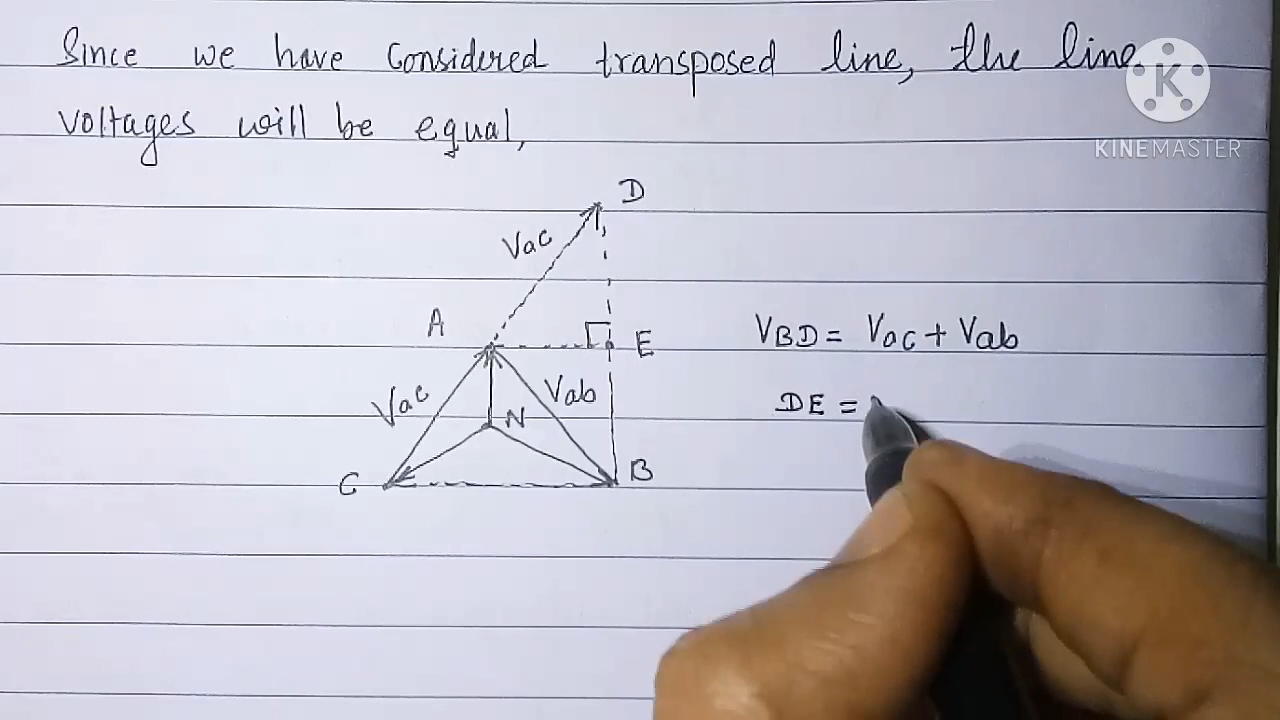 Since we have Considered transposed line, the line
voltages will be equal,
K
KINEMASTER
D
Vac
A
E
Vac
Vab
N
C
B
VBD = Vac + Vab
DE =